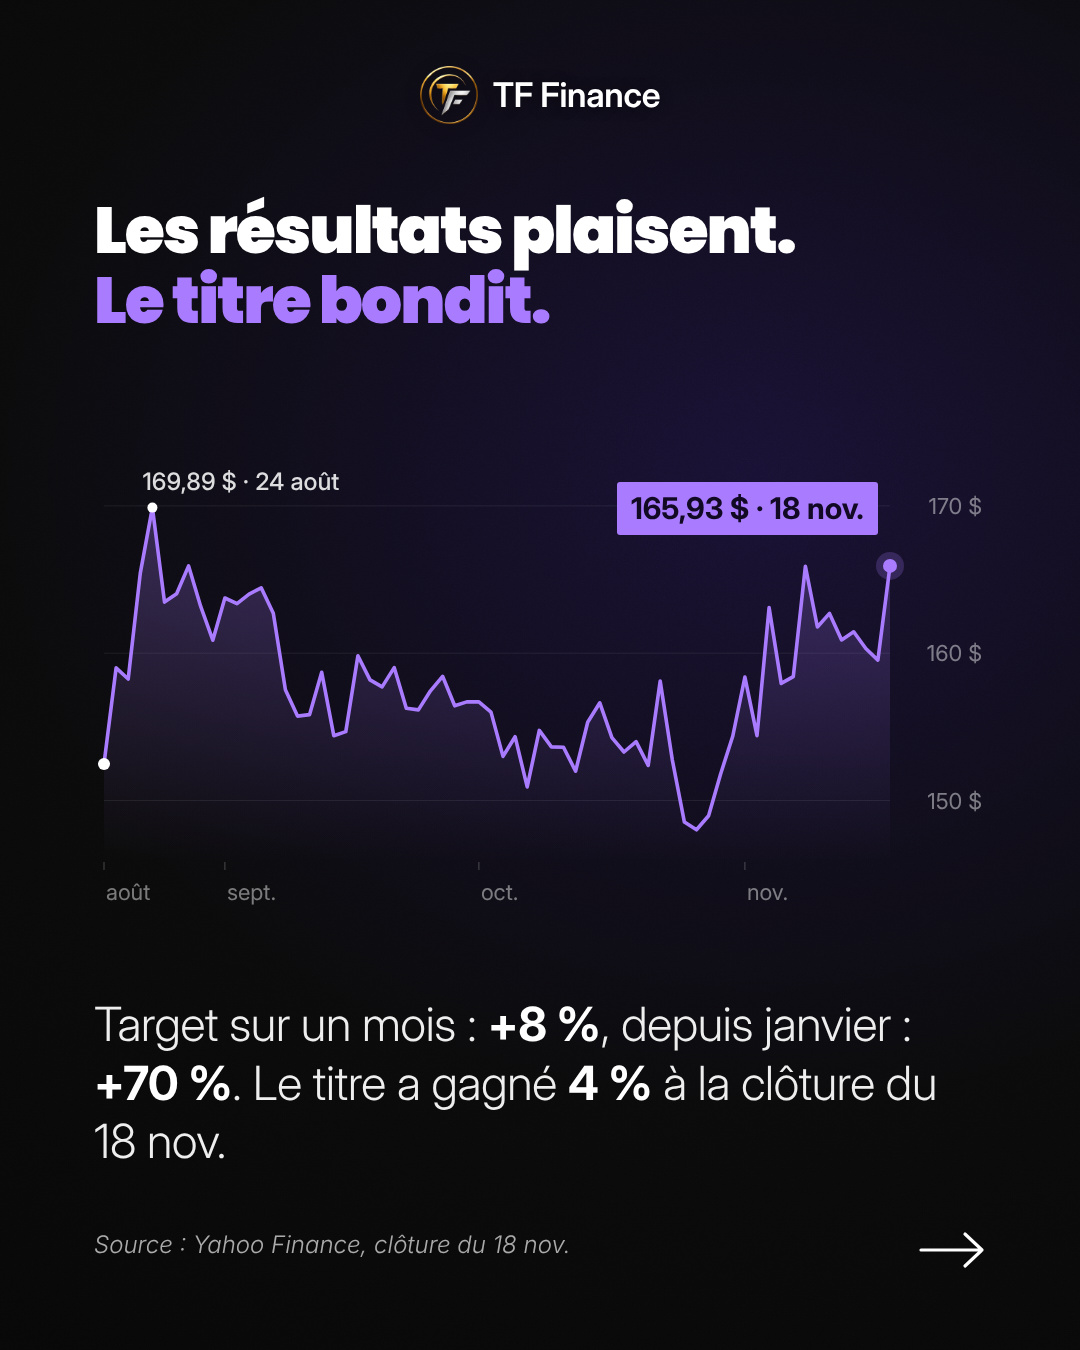 TF
TF Finance
Les résultats plaisent.
Le titre bondit.
169,89 $ · 24 août
165,93 $ · 18 nov.
170 $
160 $
150 $
août
sept.
oct.
nov.
Target sur un mois : +8 %, depuis janvier :
+70 %. Le titre a gagné 4 % à la clôture du
18 nov.
Source : Yahoo Finance, clôture du 18 nov.